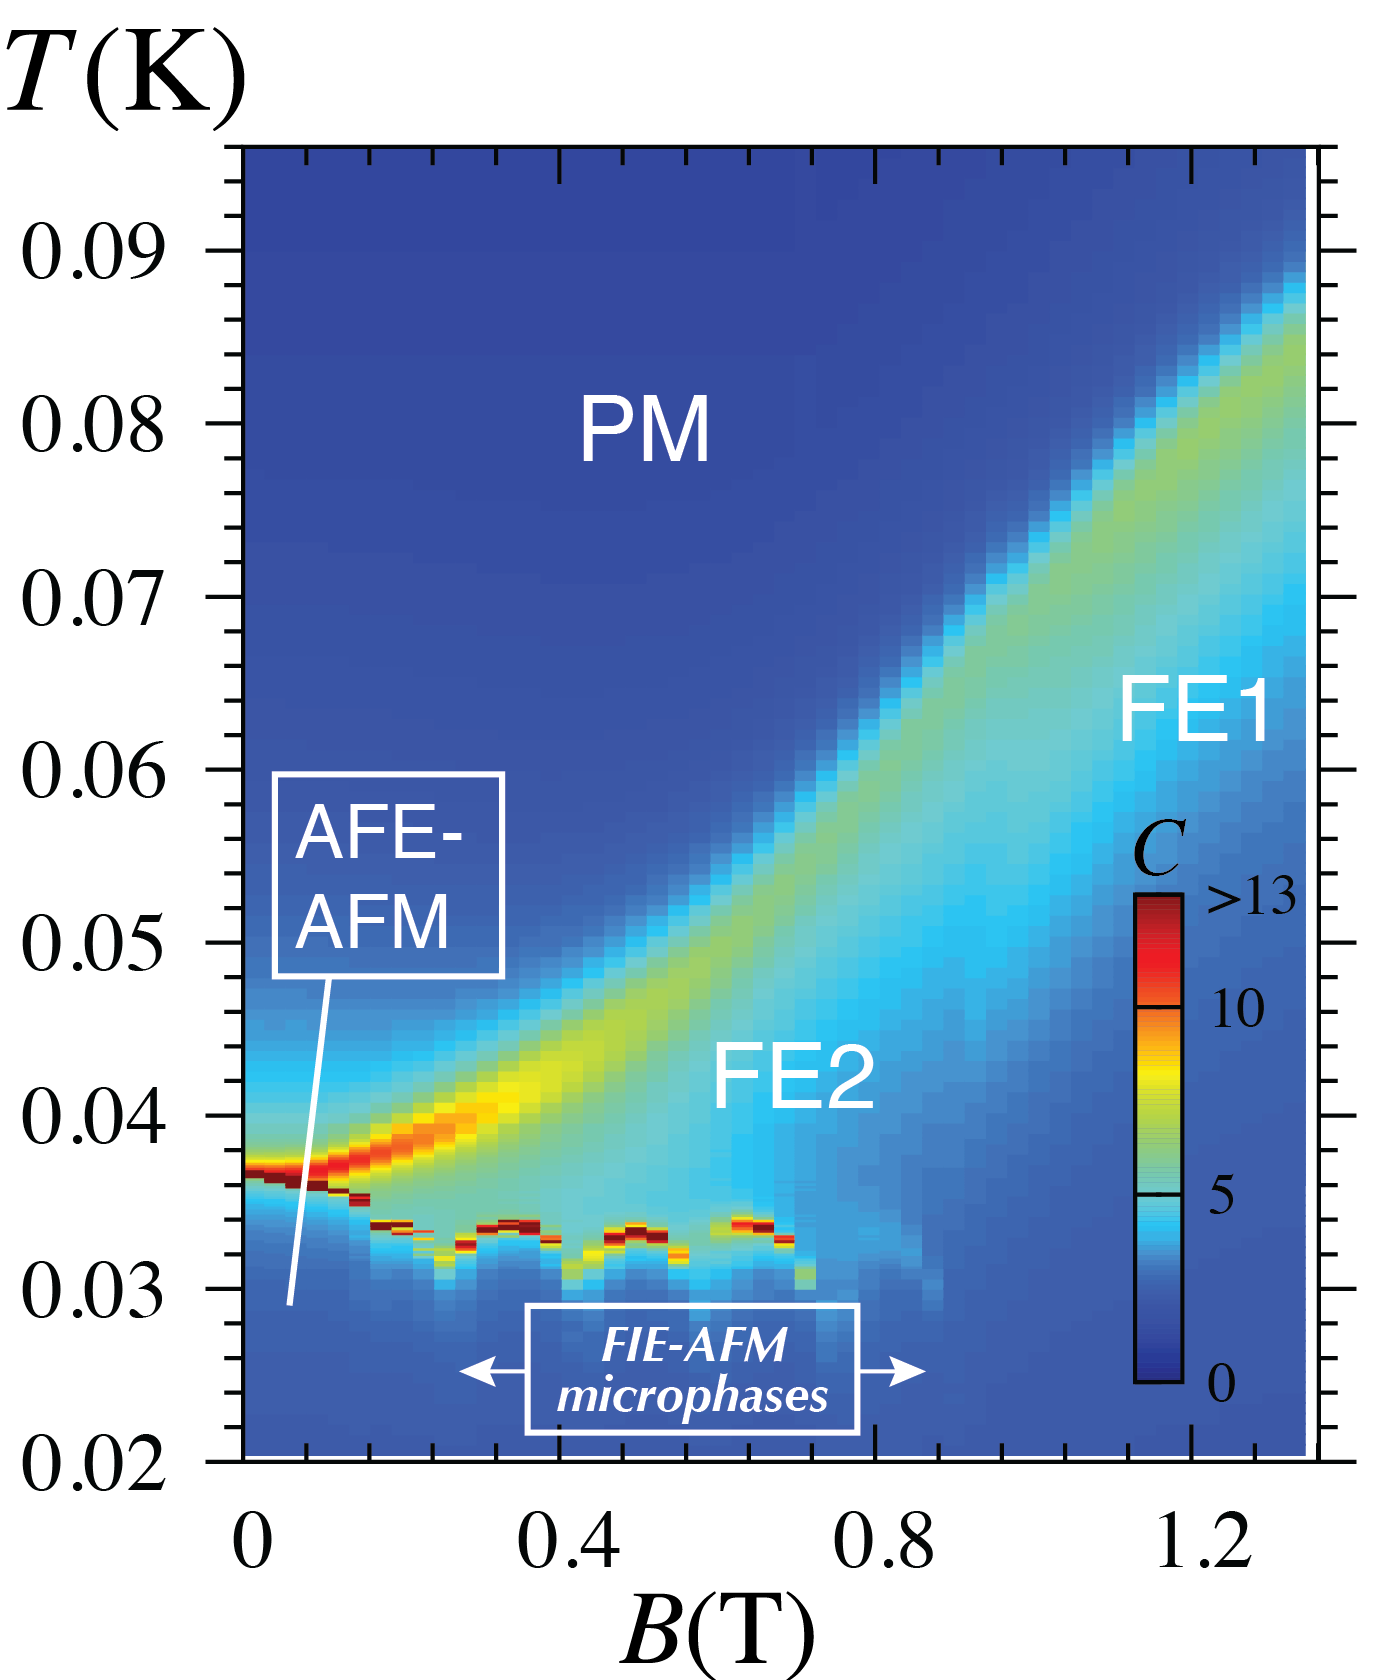 T(K)
0.09
0.08
0.07
0.06
0.05
0.04
0.03
0.02
PM
FE1
AFE-
AFM
FE2
C
>13
10
5
0
FIE-AFM
microphases
0 0.4 0.8 1.2
B(T)